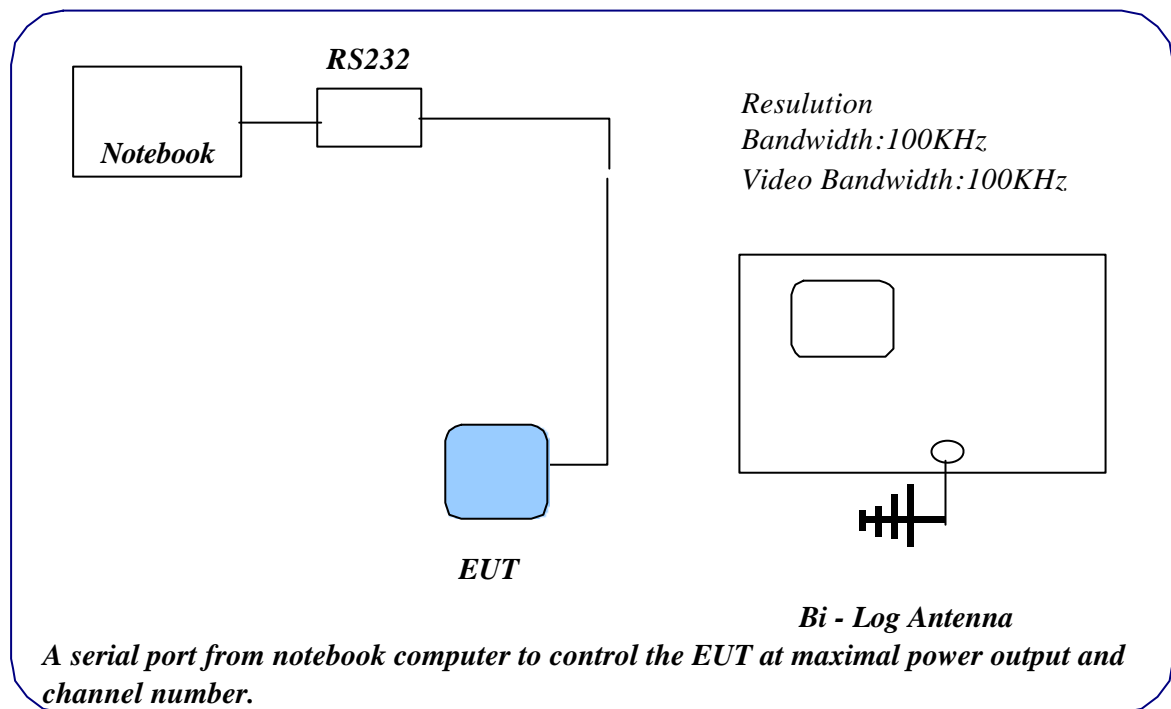 RS232
Notebook
Resulution
Bandwidth:100KHz
Video Bandwidth:100KHz
EUT
Bi - Log Antenna
A serial port from notebook computer to control the EUT at maximal power output and
channel number.